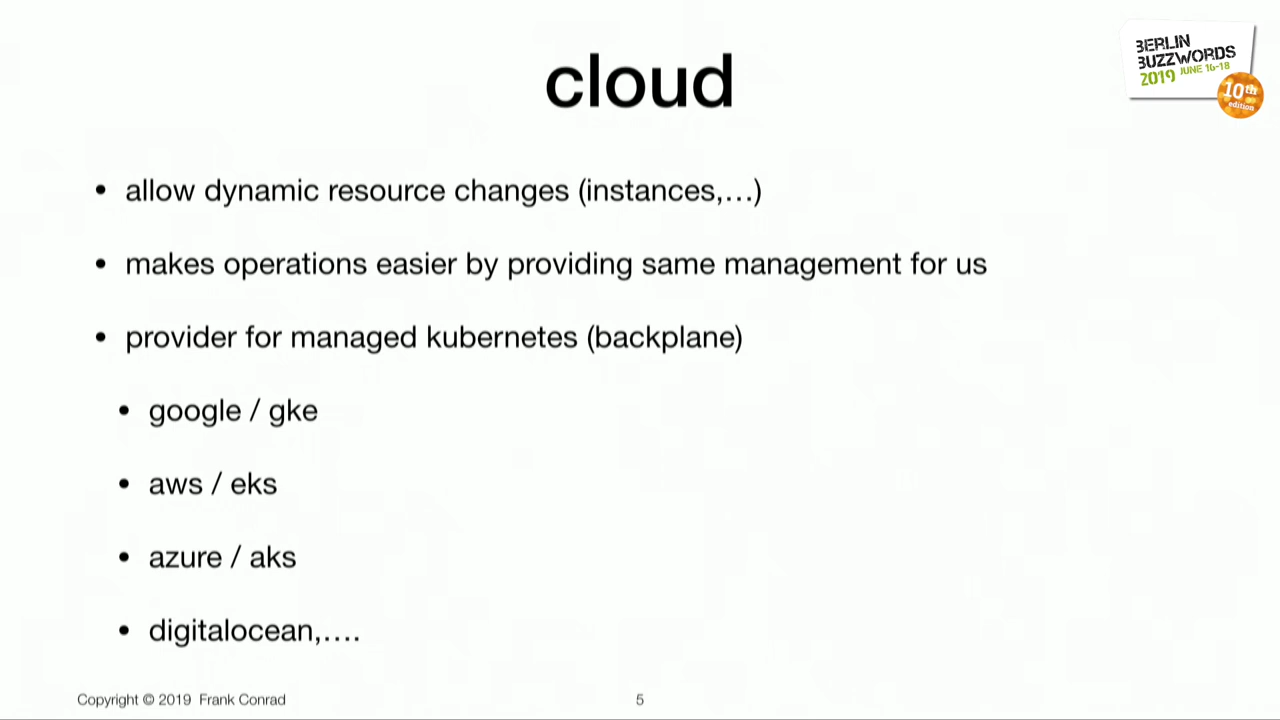 cloud
BERLIN
BUZZWORDS
2019 JUNE 16-18
10th
edition
• allow dynamic resource changes (instances,…)
• makes operations easier by providing same management for us
• provider for managed kubernetes (backplane)
• google / gke
• aws / eks
• azure / aks
• digitalocean,….
Copyright © 2019 Frank Conrad
5